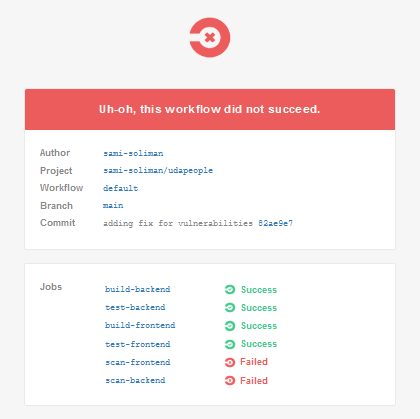 Uh-oh, this workflow did not succeed.
Author sami-soliman
Project sami-soliman/udapeople
Workflow default
Branch main
Commit adding fix for vulnerabilities 82ae9e7
Jobs build-backend Success
test-backend Success
build-frontend Success
test-frontend Success
scan-frontend Failed
scan-backend Failed